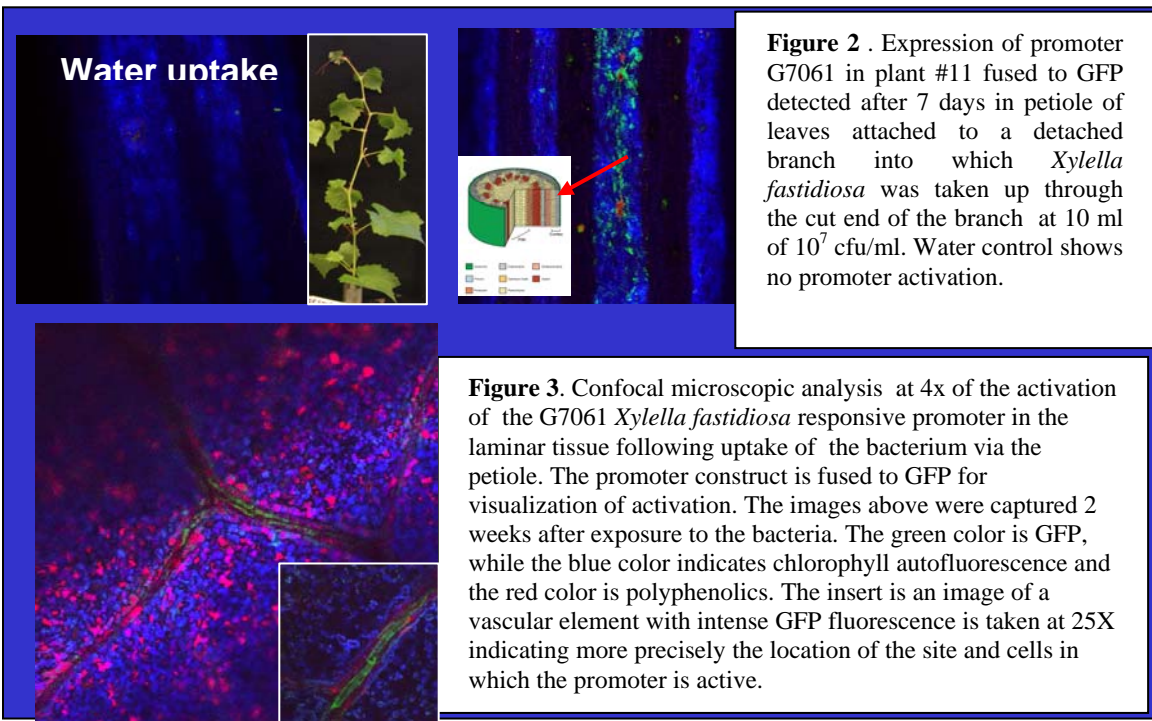 Water uptake
Figure 2 . Expression of promoter
G7061 in plant #11 fused to GFP
detected after 7 days in petiole of
leaves attached to a detached
branch into which Xylella
fastidiosa was taken up through
the cut end of the branch at 10 ml
of 10⁷ cfu/ml. Water control shows
no promoter activation.
Figure 3. Confocal microscopic analysis at 4x of the activation
of the G7061 Xylella fastidiosa responsive promoter in the
laminar tissue following uptake of the bacterium via the
petiole. The promoter construct is fused to GFP for
visualization of activation. The images above were captured 2
weeks after exposure to the bacteria. The green color is GFP,
while the blue color indicates chlorophyll autofluorescence and
the red color is polyphenolics. The insert is an image of a
vascular element with intense GFP fluorescence is taken at 25X
indicating more precisely the location of the site and cells in
which the promoter is active.